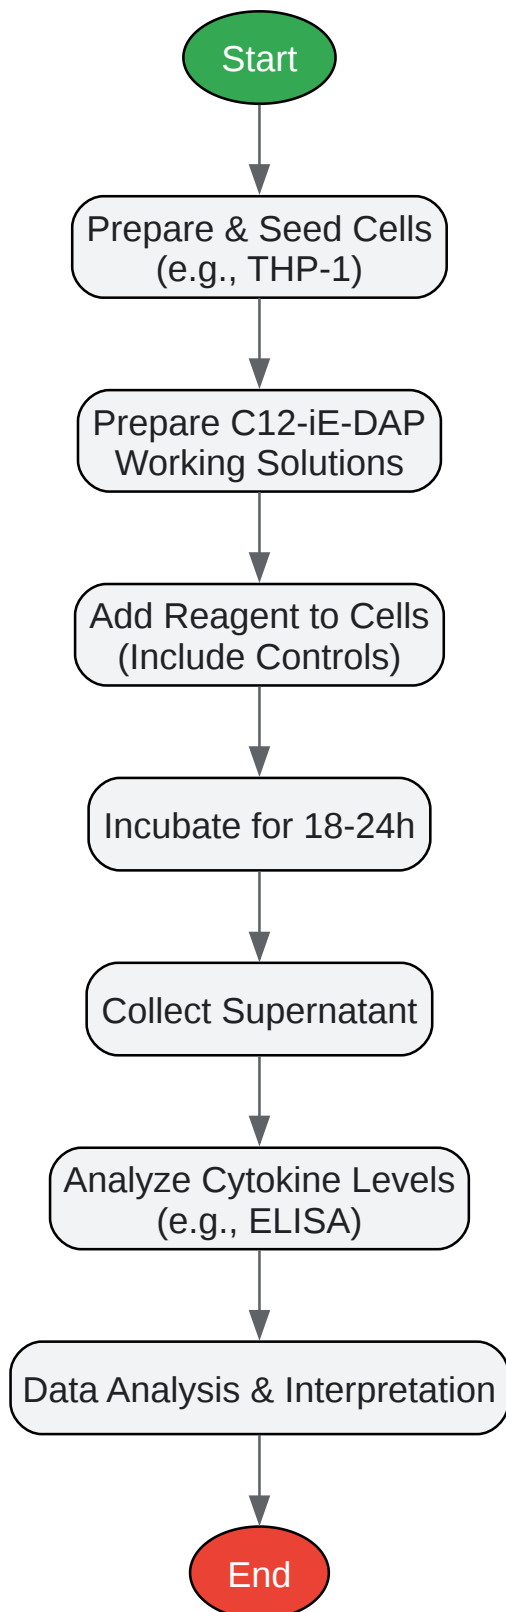 Start
Prepare & Seed Cells
(e.g., THP-1)
Prepare C12-iE-DAP
Working Solutions
Add Reagent to Cells
(Include Controls)
Incubate for 18-24h
Collect Supernatant
Analyze Cytokine Levels
(e.g., ELISA)
Data Analysis & Interpretation
End